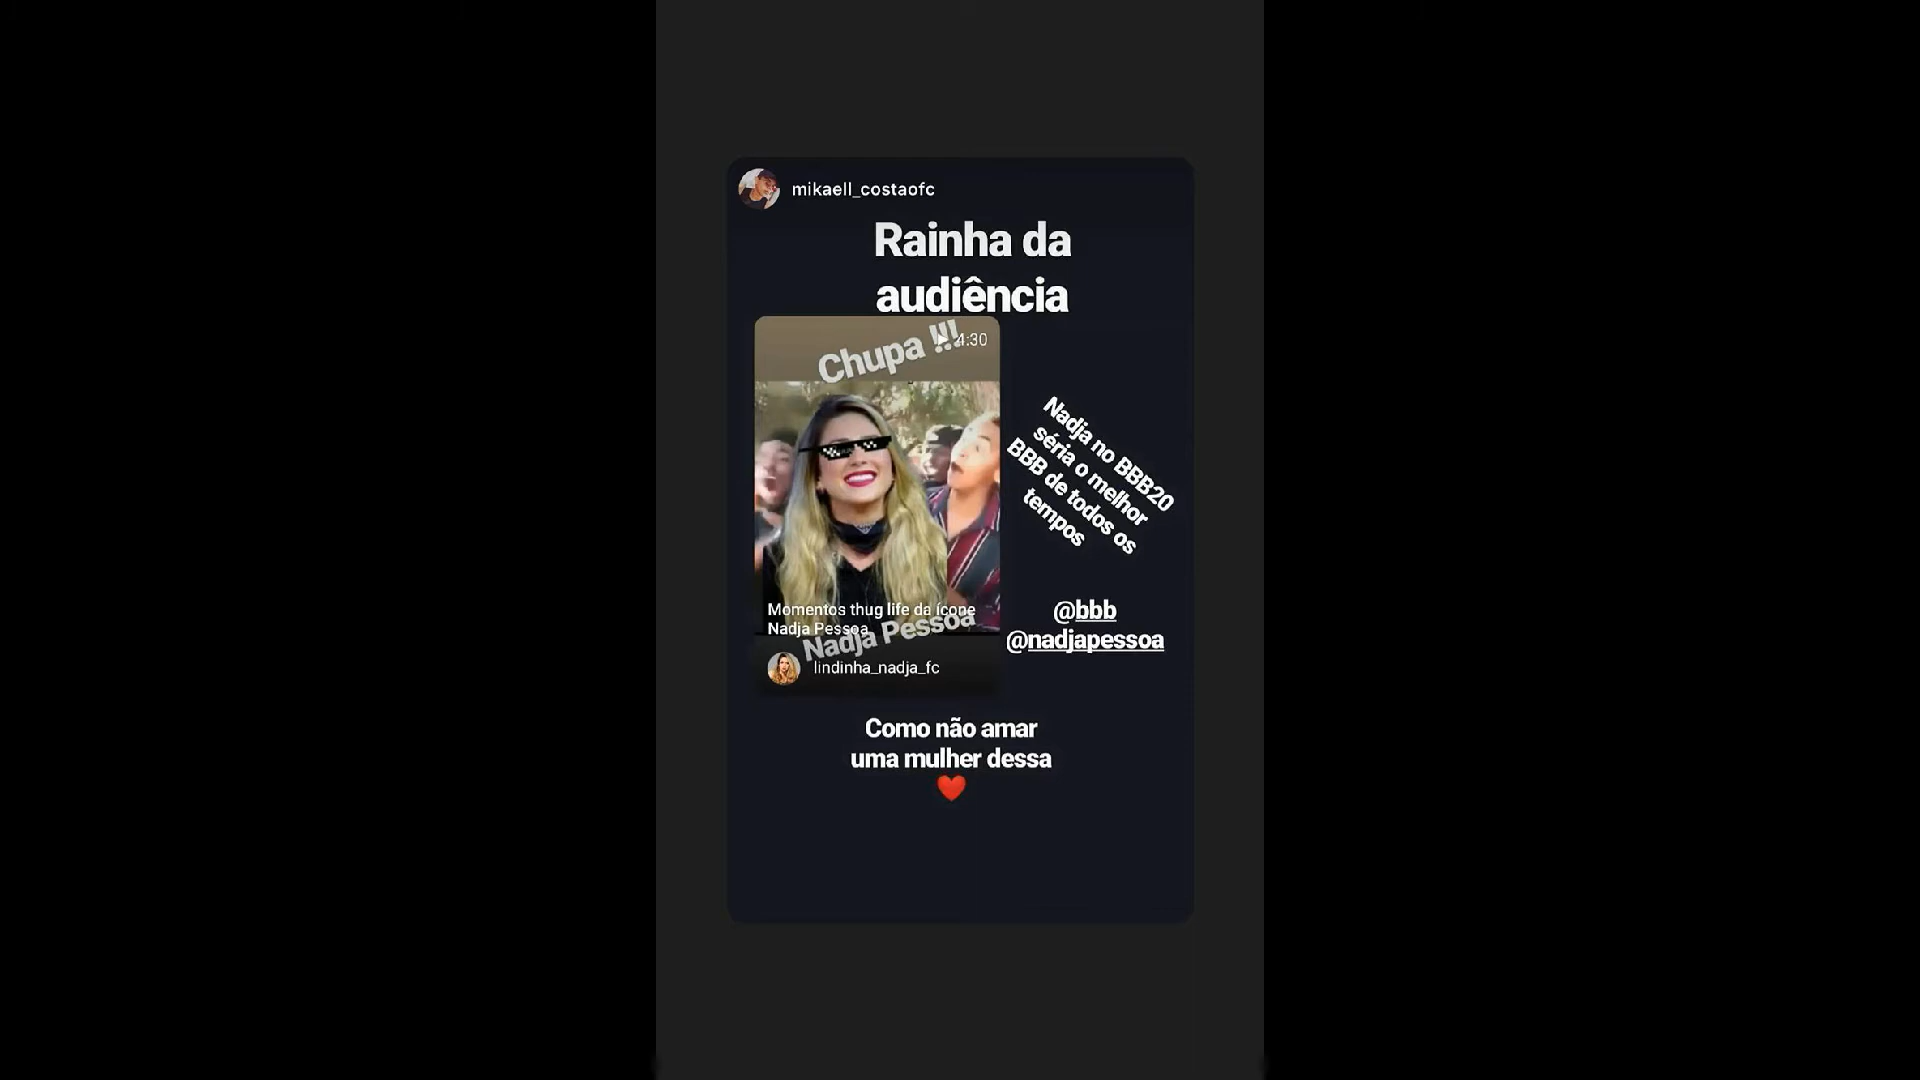 mikaell_costaofc
Rainha da
audiência
Chupa !!!
4:30
Nadja no BBB20
séria o melhor
BBB de todos os
tempos
Momentos thug life da ícone
Nadja Pessoa
Nadja Pessoa
lindinha_nadja_fc
@bbb
@nadjapessoa
Como não amar
uma mulher dessa